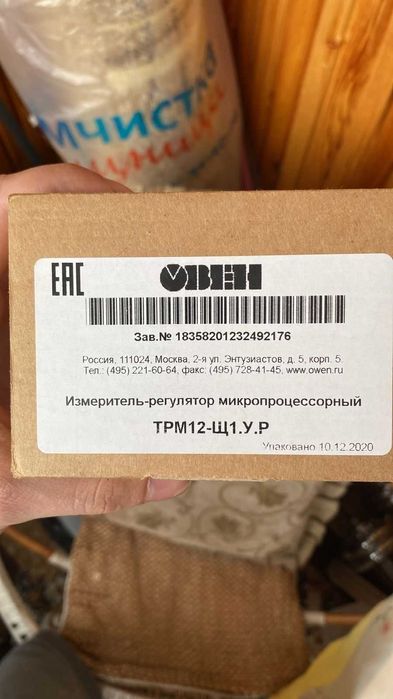 МЧИСТКО
EAC
ОВЕН
Зав.№ 18358201232492176
Россия, 111024, Москва, 2-я ул. Энтузиастов, д. 5, корп. 5.
Тел.: (495) 221-60-64, факс: (495) 728-41-45, www.owen.ru
Измеритель-регулятор микропроцессорный
ТРМ12-Щ1.У.Р
Упаковано 10.12.2020